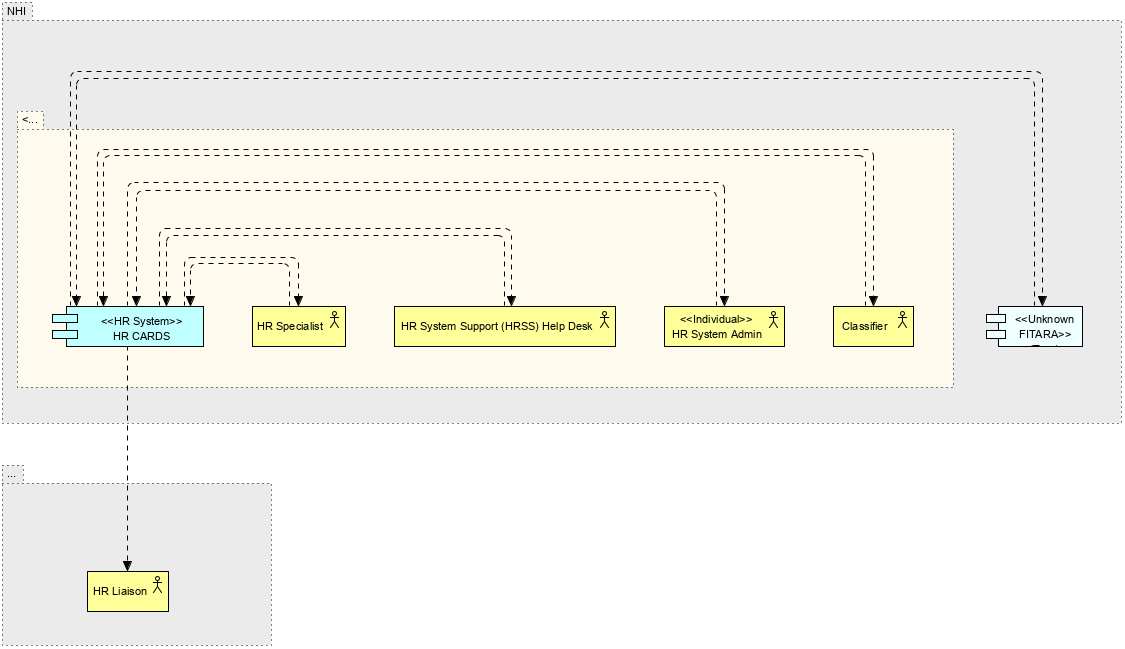 NHI
<...
<<HR System>>
HR CARDS
HR Specialist
HR System Support (HRSS) Help Desk
<<Individual>>
HR System Admin
Classifier
<<Unknown
FITARA>>
...
HR Liaison